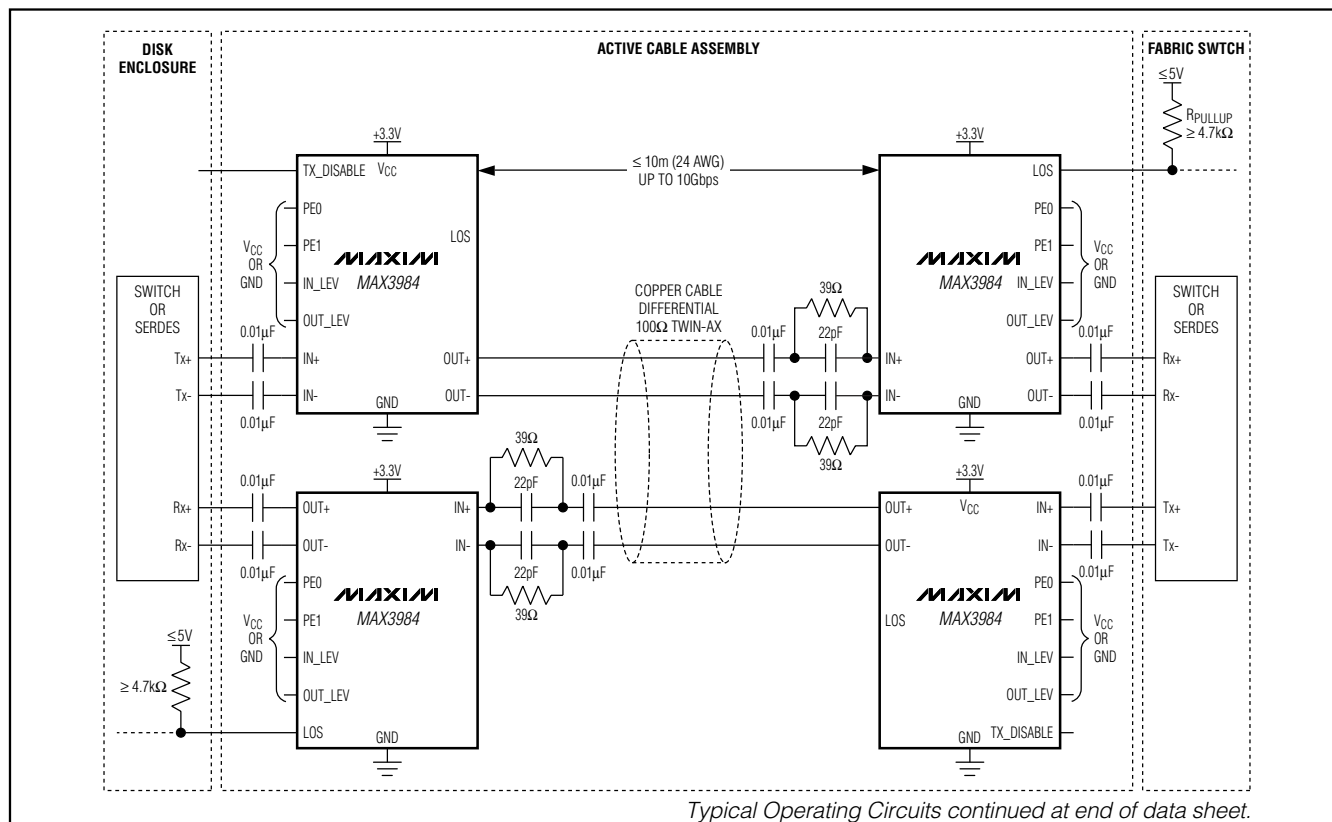 DISK
ENCLOSURE
ACTIVE CABLE ASSEMBLY
FABRIC SWTCH
≤ 5V
RPULLUP
≥ 4.7kΩ
+3.3V
+3.3V
TX_DISABLE
VCC
≤ 10m (24 AWG)
UP TO 10Gbps
LOS
PE0
PE1
IN_LEV
OUT_LEV
VCC
OR
GND
LOS
MAXIM
MAX3984
PE0
PE1
IN_LEV
OUT_LEV
VCC
OR
GND
MAXIM
MAX3984
SWITCH
OR
SERDES
Tx+
Tx-
0.01µF
0.01µF
IN+
IN-
GND
OUT+
OUT-
COPPER CABLE
DIFFERENTIAL
100Ω TWIN-AX
39Ω
0.01µF
22pF
0.01µF
22pF
39Ω
IN+
IN-
GND
OUT+
OUT-
0.01µF
0.01µF
SWITCH
OR
SERDES
Rx+
Rx-
Rx+
Rx-
0.01µF
0.01µF
+3.3V
OUT+
OUT-
IN+
IN-
39Ω
22pF
0.01µF
22pF
0.01µF
39Ω
PE0
PE1
IN_LEV
OUT_LEV
LOS
VCC
OR
GND
MAXIM
MAX3984
GND
≤ 5V
≥ 4.7kΩ
+3.3V
VCC
OUT+
OUT-
IN+
IN-
0.01µF
0.01µF
Tx+
Tx-
LOS
MAXIM
MAX3984
PE0
PE1
IN_LEV
OUT_LEV
VCC
OR
GND
GND
TX_DISABLE
Typical Operating Circuits continued at end of data sheet.